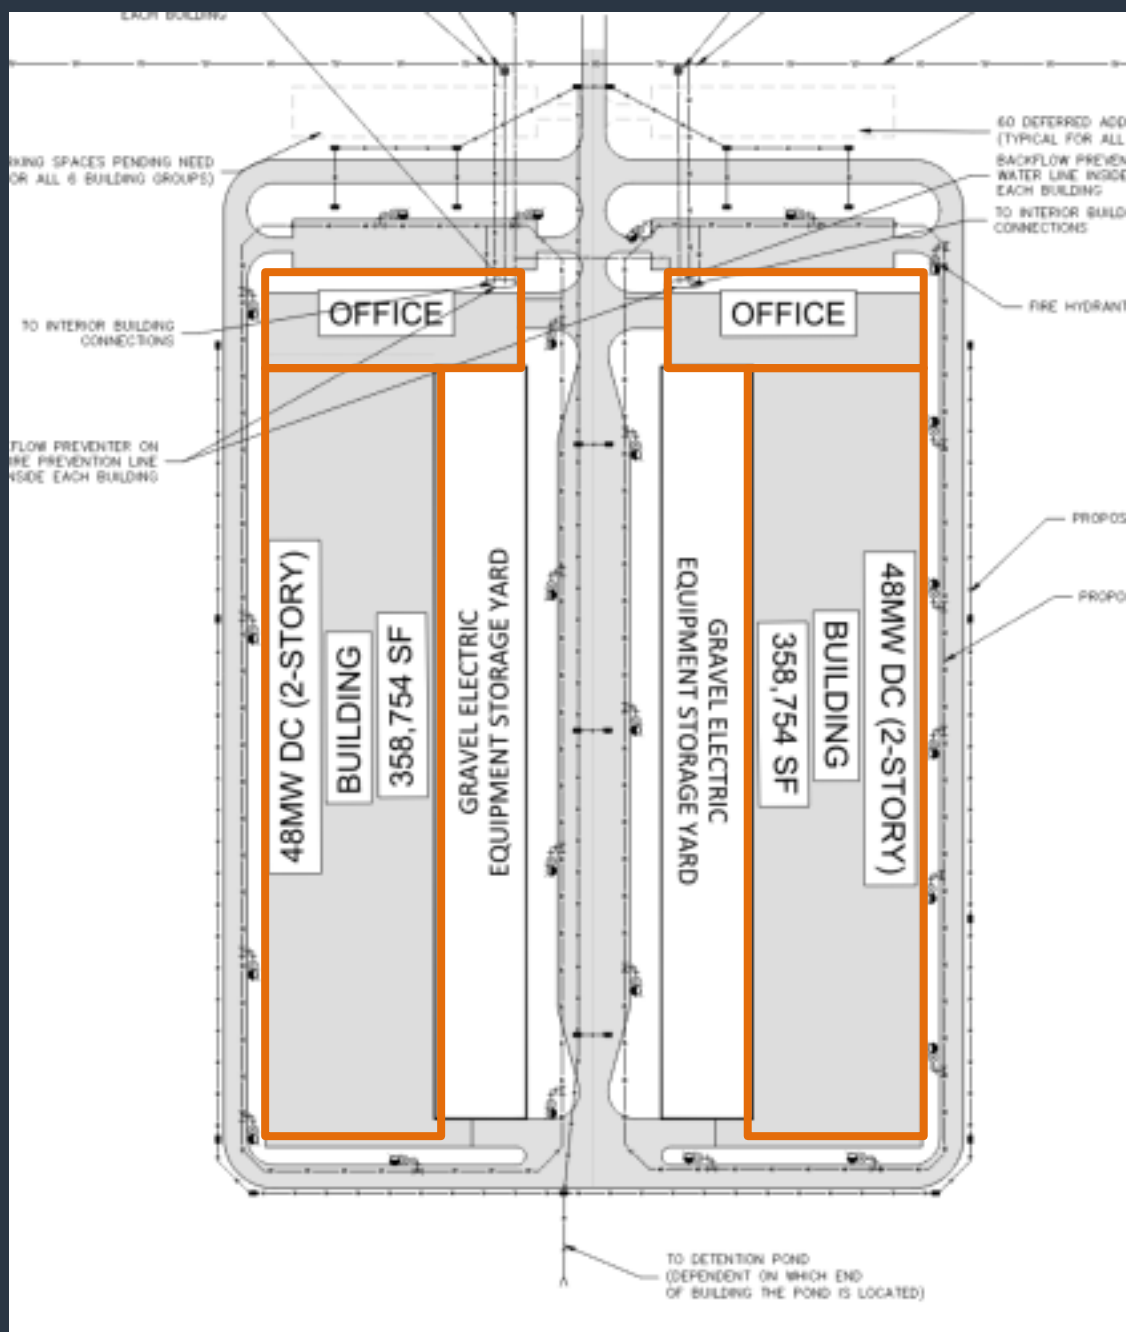 EACH BUILDING
60 DEFERRED ADD
(TYPICAL FOR ALL
RKING SPACES PENDING NEED
OR ALL 6 BUILDING GROUPS)
BACKFLOW PREVEN
WATER LINE INSIDE
EACH BUILDING
TO INTERIOR BUILD
CONNECTIONS
FIRE HYDRANT
OFFICE
OFFICE
TO INTERIOR BUILDING
CONNECTIONS
FLOW PREVENTER ON
IRE PREVENTION LINE
NSIDE EACH BUILDING
PROPOS
PROPO
48MW DC (2-STORY)
BUILDING
358,754 SF
GRAVEL ELECTRIC
EQUIPMENT STORAGE YARD
GRAVEL ELECTRIC
EQUIPMENT STORAGE YARD
48MW DC (2-STORY)
BUILDING
358,754 SF
TO DETENTION POND
(DEPENDENT ON WHICH END
OF BUILDING THE POND IS LOCATED)